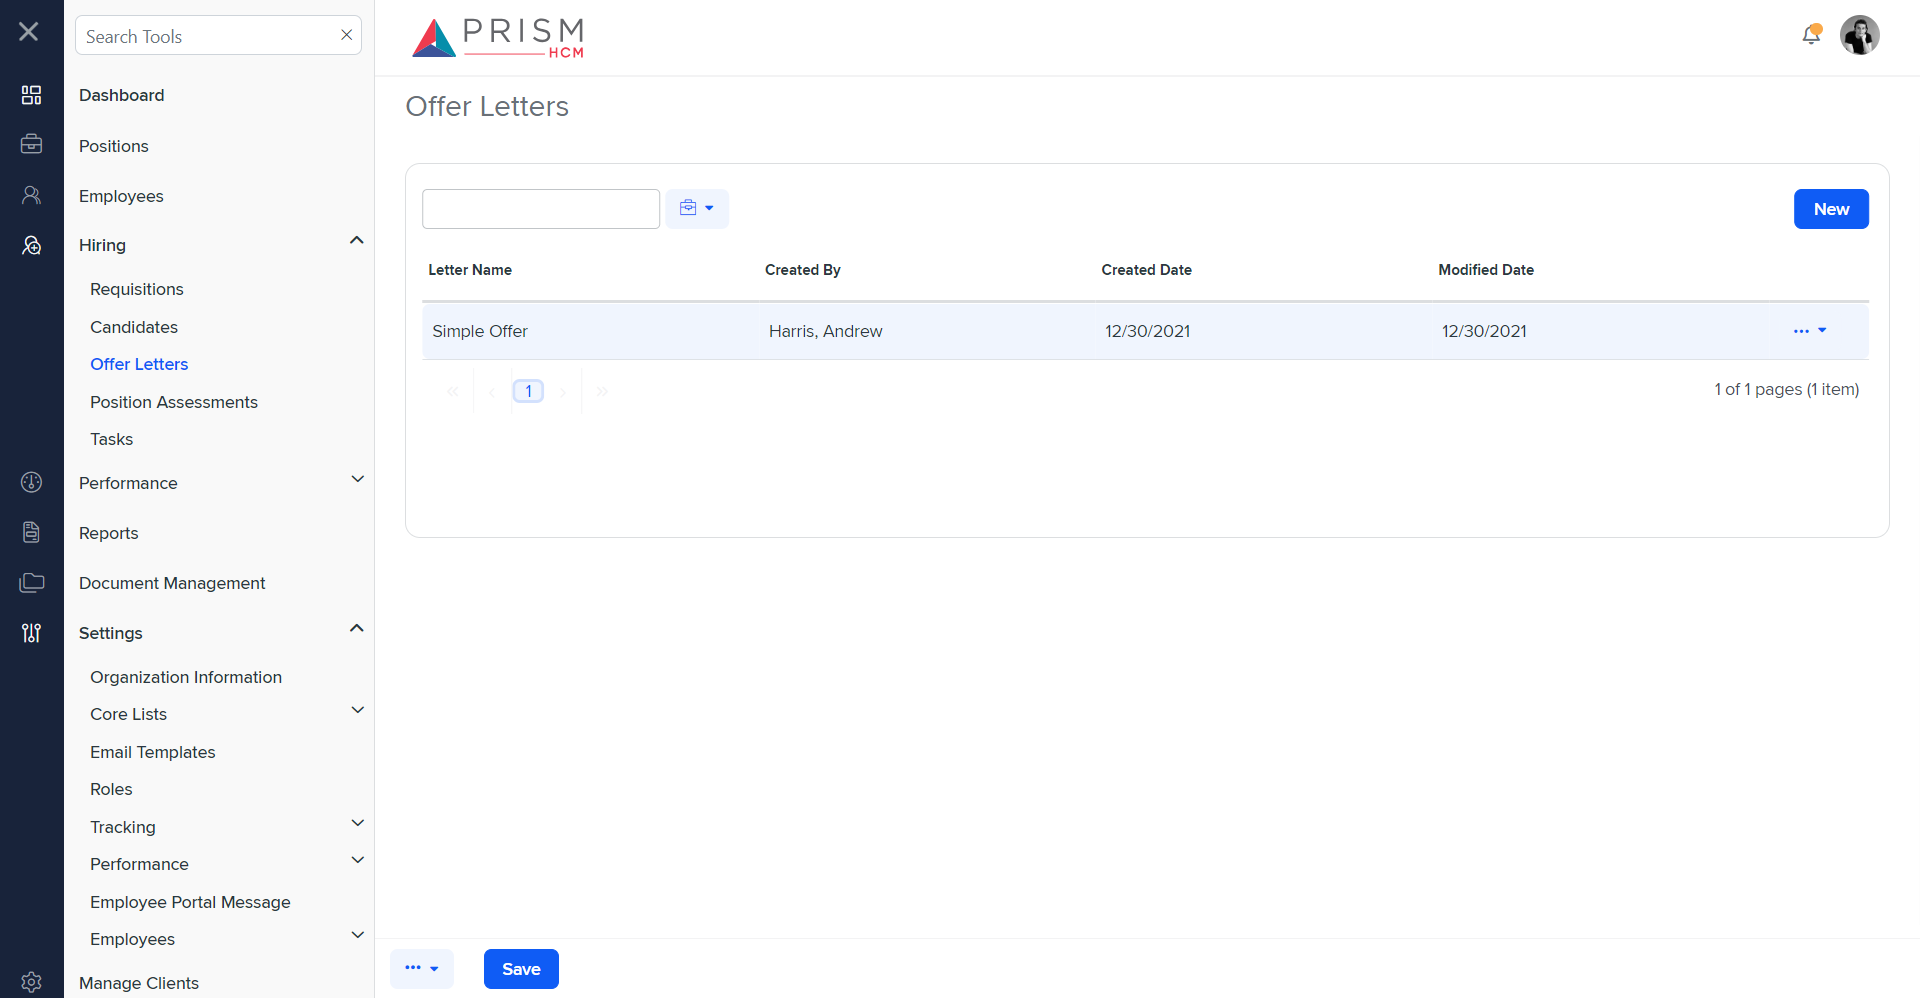 Search Tools
Dashboard
Positions
Employees
Hiring
Requisitions
Candidates
Offer Letters
Position Assessments
Tasks
Performance
Reports
Document Management
Settings
Organization Information
Core Lists
Email Templates
Roles
Tracking
Performance
Employee Portal Message
Employees
Manage Clients
PRISM
HCM
Offer Letters
New
Letter Name Created By Created Date Modified Date
Simple Offer Harris, Andrew 12/30/2021 12/30/2021
1
1 of 1 pages (1 item)
Save